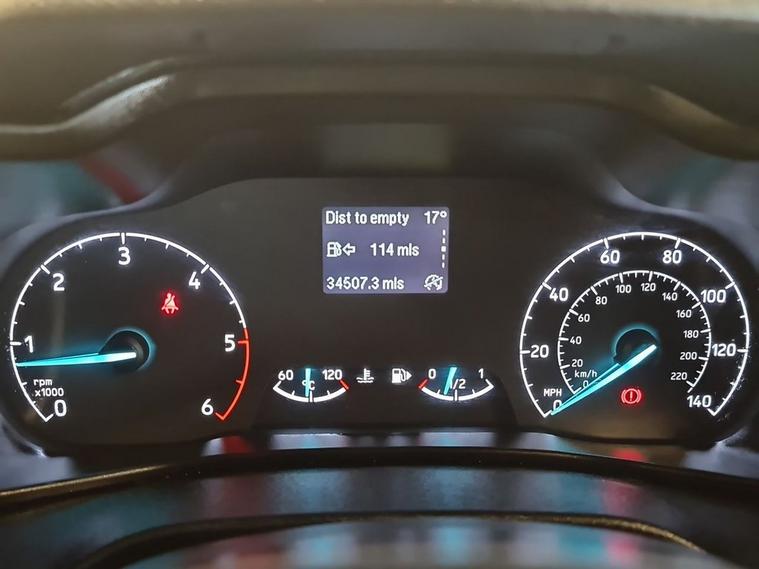 Dist to empty 17°
114 mls
34507.3 mls
0 1 2 3 4 5 6
rpm
x1000
60 120
°C
0 1/2 1
0 20 40 60 80 100 120 140
MPH
0 20 40 60 80 100 120 140 160 180 200 220
km/h